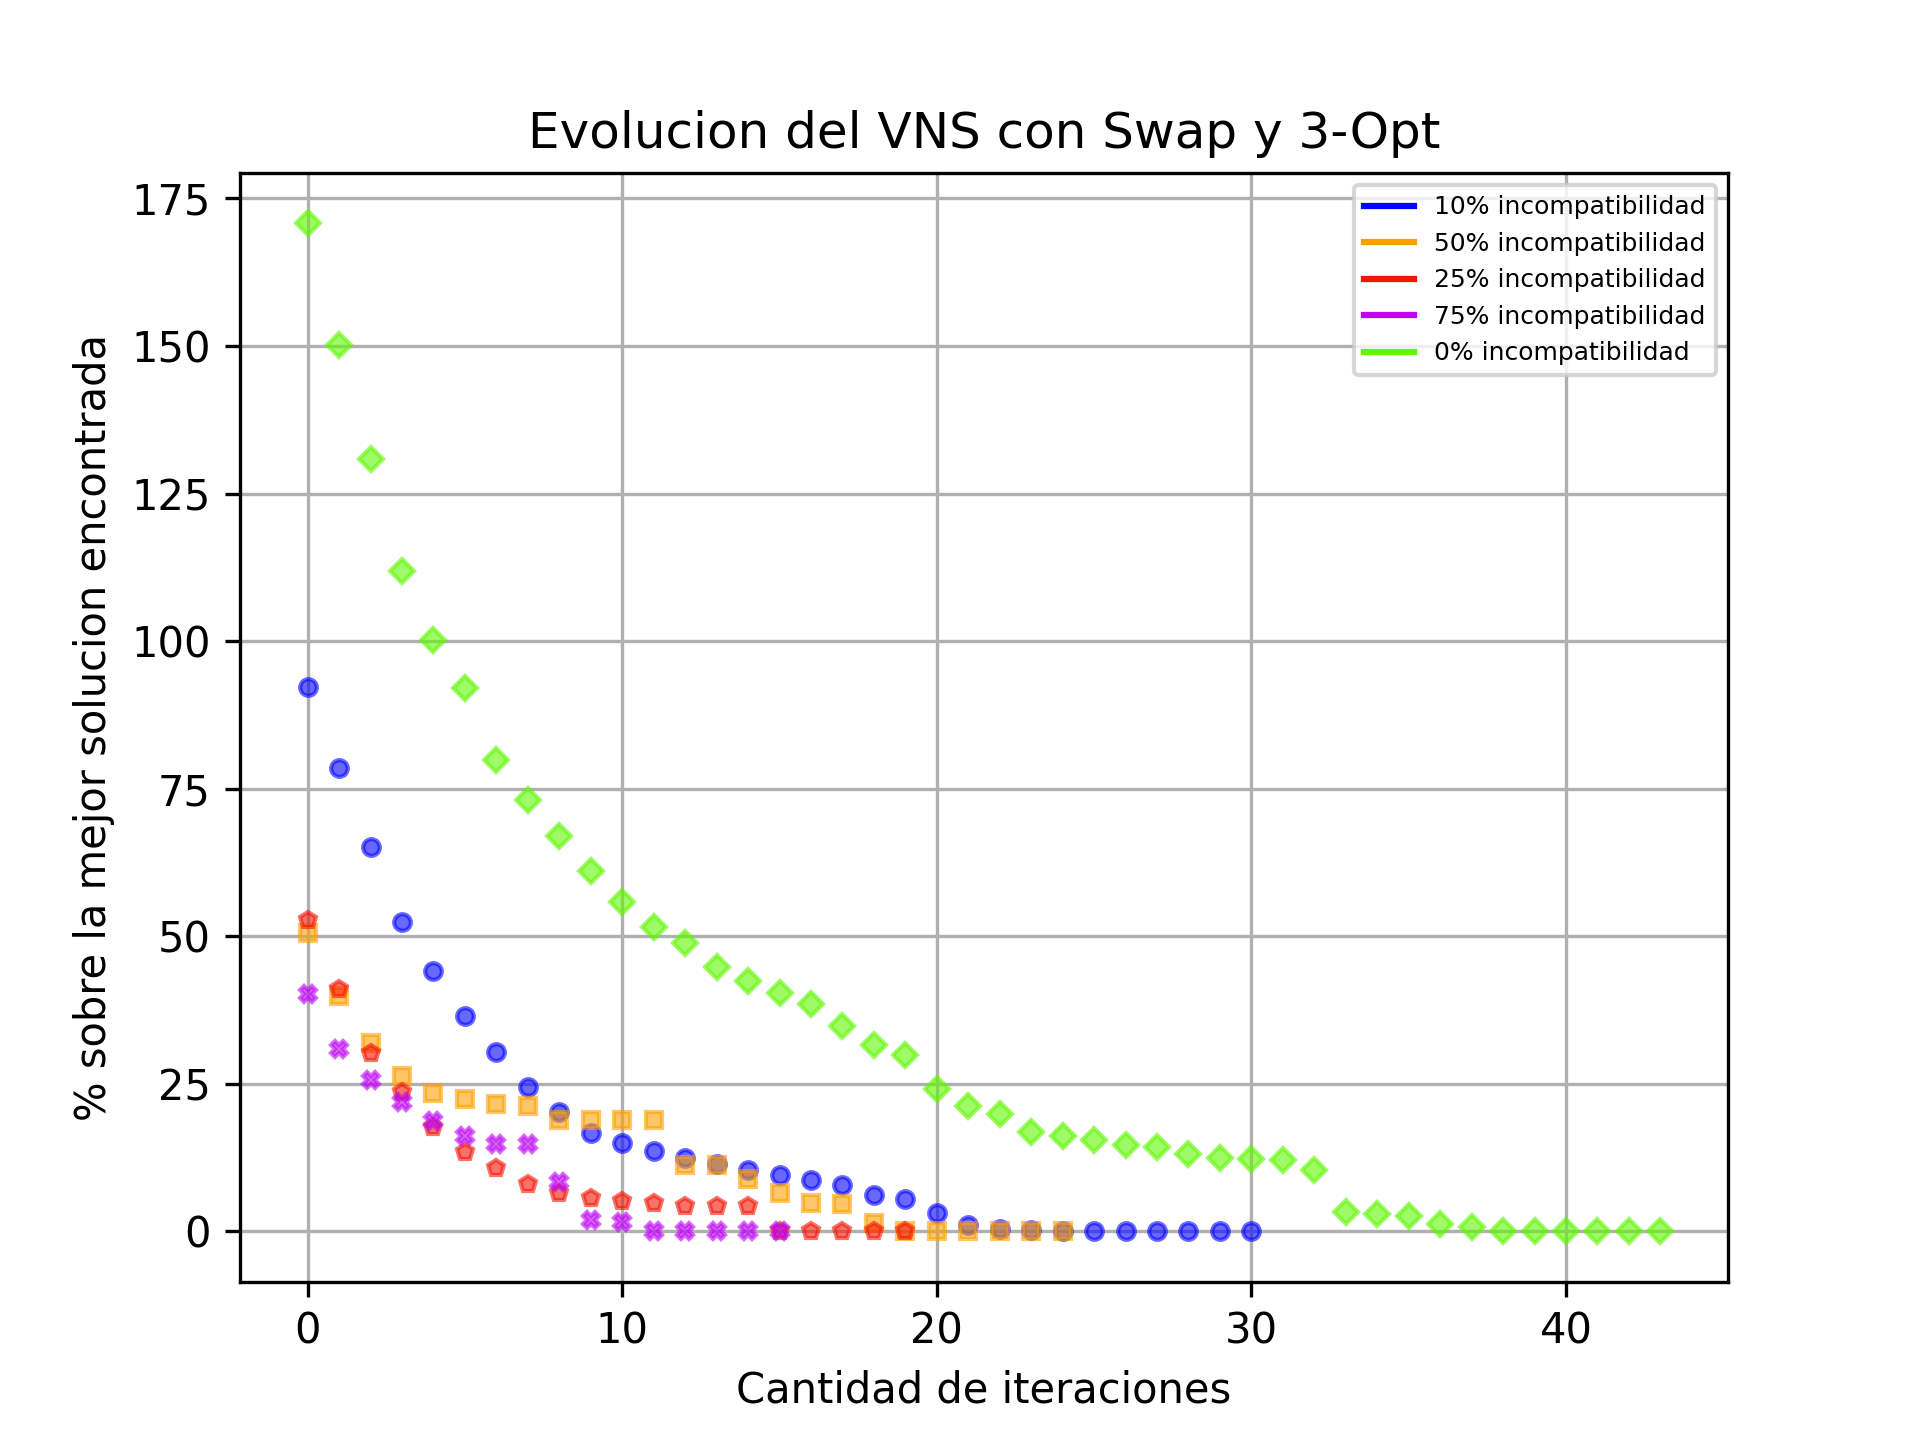 Evolucion del VNS con Swap y 3-Opt
10% incompatibilidad
50% incompatibilidad
25% incompatibilidad
75% incompatibilidad
0% incompatibilidad
% sobre la mejor solucion encontrada
175
150
125
100
75
50
25
0
0 10 20 30 40
Cantidad de iteraciones